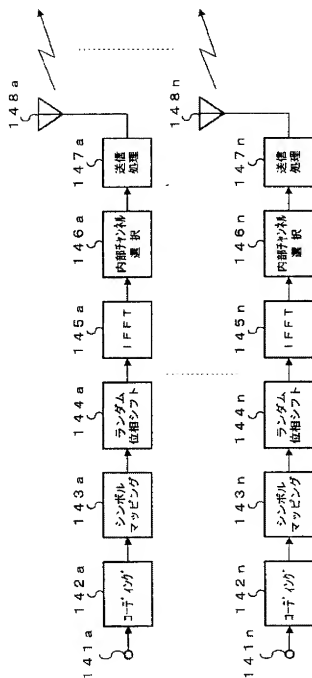 141a
142a
コーディング
143a
シンボル
マッピング
144a
ランダム
位相シフト
145a
IFFT
146a
内部チャンネル
選択
147a
送信
処理
148a
141n
142n
コーディング
143n
シンボル
マッピング
144n
ランダム
位相シフト
145n
IFFT
146n
内部チャンネル
選択
147n
送信
処理
148n